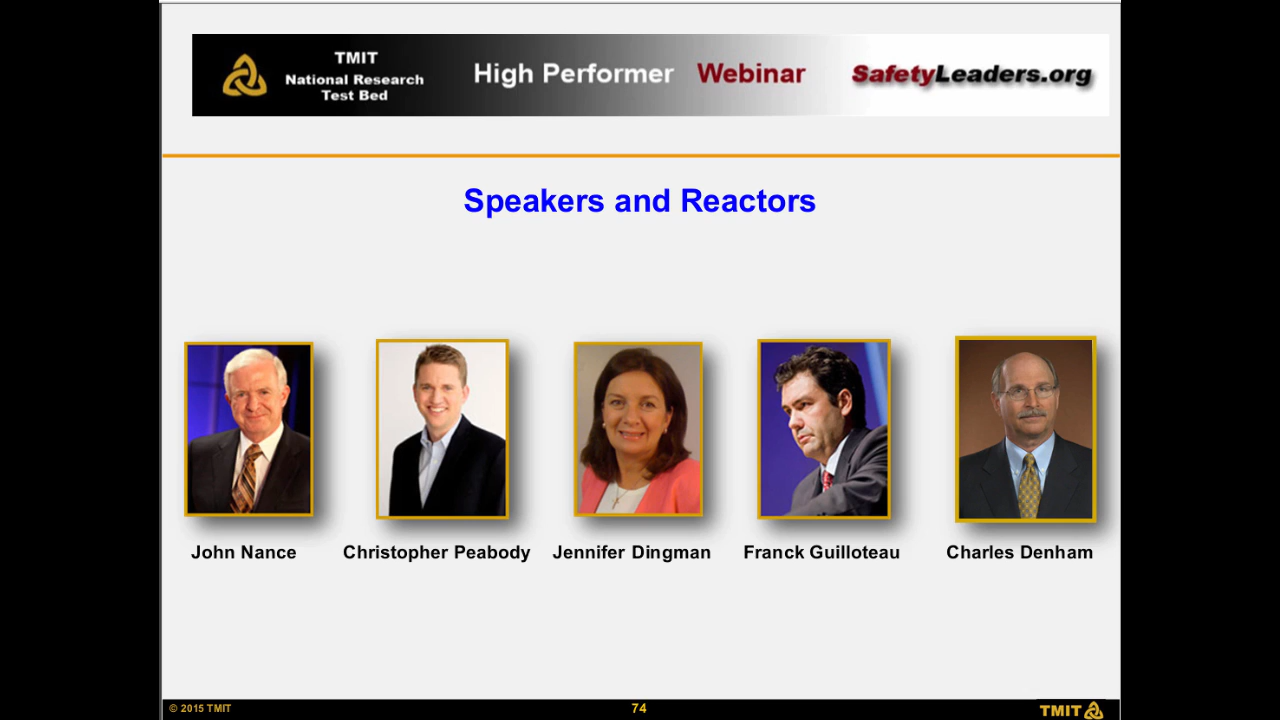 TMIT
National Research
Test Bed
High Performer Webinar
SafetyLeaders.org
Speakers and Reactors
John Nance
Christopher Peabody
Jennifer Dingman
Franck Guilloteau
Charles Denham
© 2015 TMIT
74
TMIT